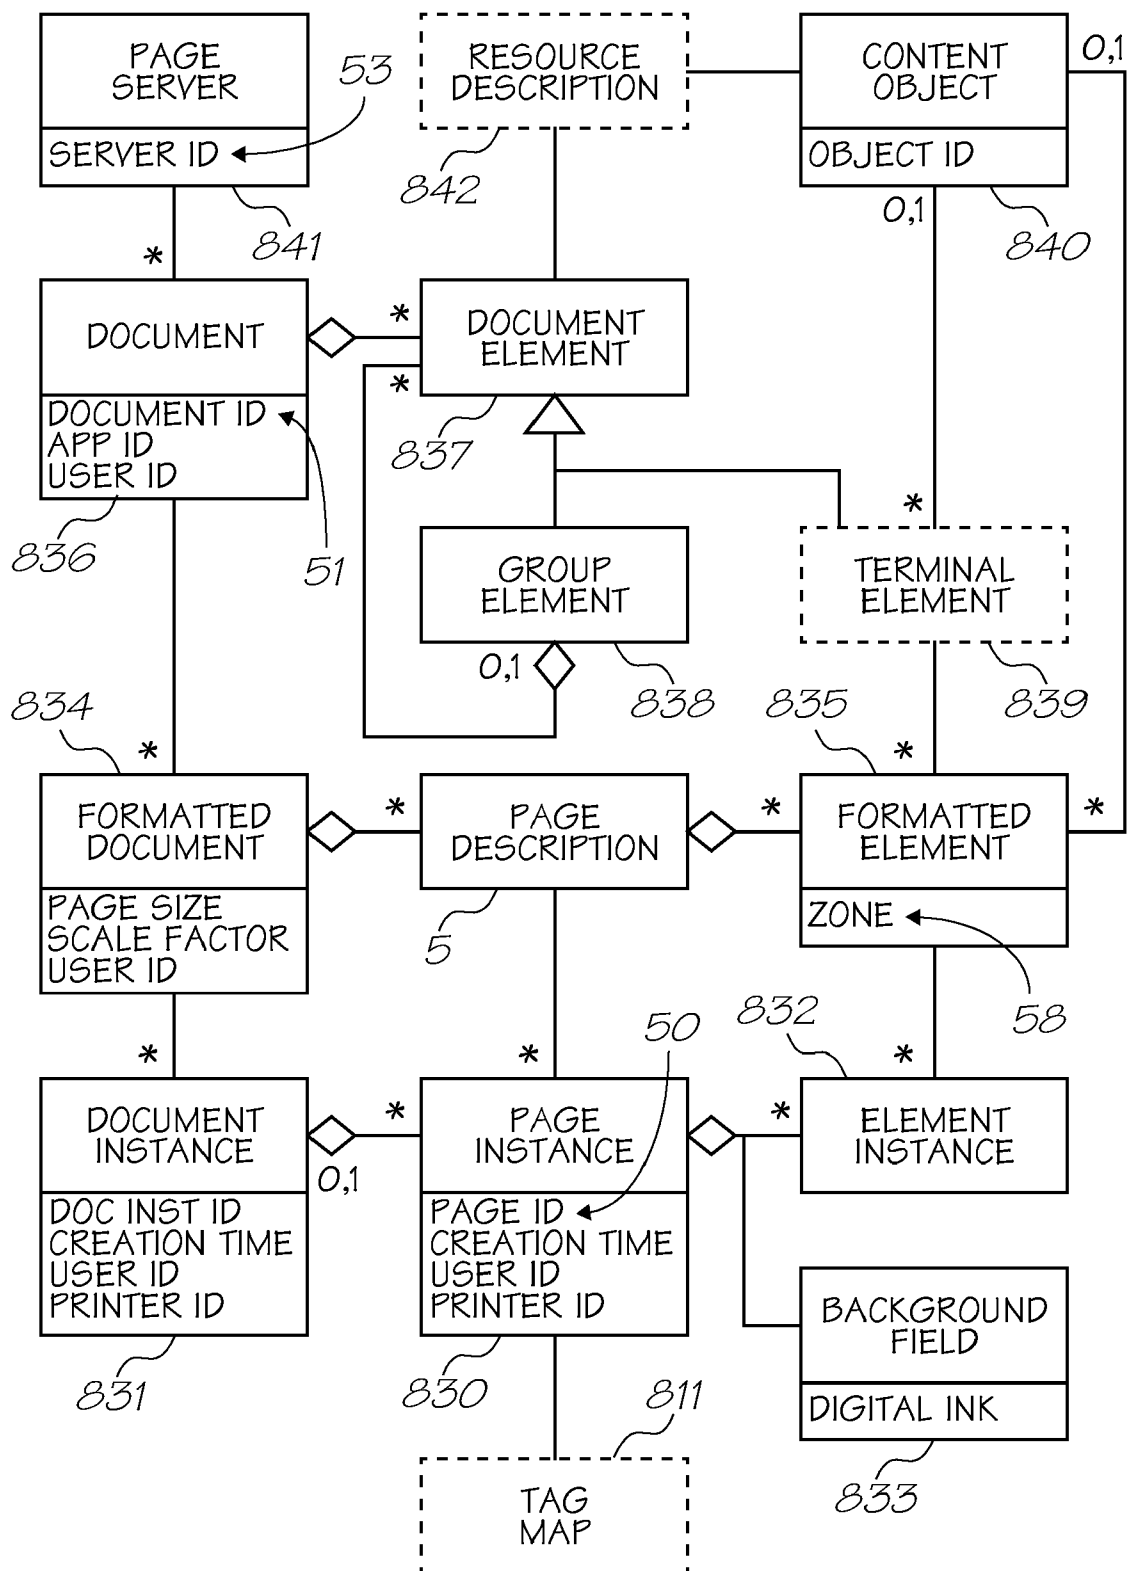 PAGE
SERVER
53
SERVER ID
841
*
RESOURCE
DESCRIPTION
842
CONTENT
OBJECT
0,1
OBJECT ID
0,1
840
DOCUMENT
DOCUMENT ID
APP ID
USER ID
836
51
*
*
DOCUMENT
ELEMENT
837
GROUP
ELEMENT
0,1
838
*
TERMINAL
ELEMENT
839
834
*
FORMATTED
DOCUMENT
PAGE SIZE
SCALE FACTOR
USER ID
*
*
PAGE
DESCRIPTION
5
*
835
*
FORMATTED
ELEMENT
*
ZONE
58
*
DOCUMENT
INSTANCE
0,1
DOC INST ID
CREATION TIME
USER ID
PRINTER ID
831
*
*
50
PAGE
INSTANCE
PAGE ID
CREATION TIME
USER ID
PRINTER ID
830
832
*
*
ELEMENT
INSTANCE
BACKGROUND
FIELD
DIGITAL INK
833
811
TAG
MAP